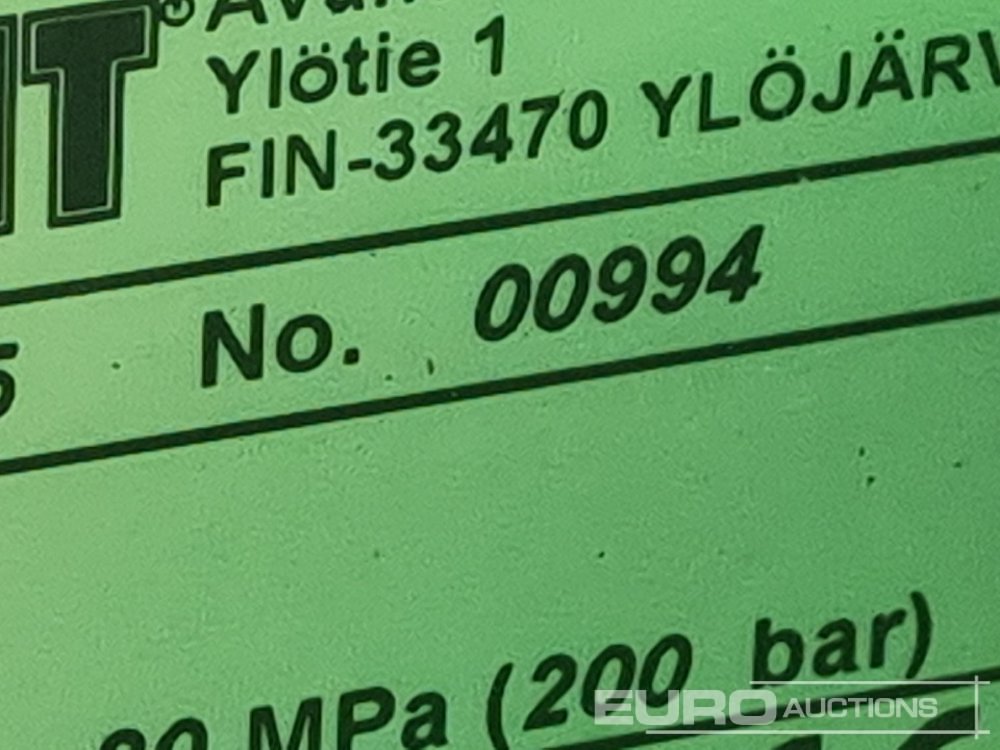 Ylötie 1
FIN-33470 YLÖJÄRV
No. 00994
MPa (200 bar)
EURO AUCTIONS